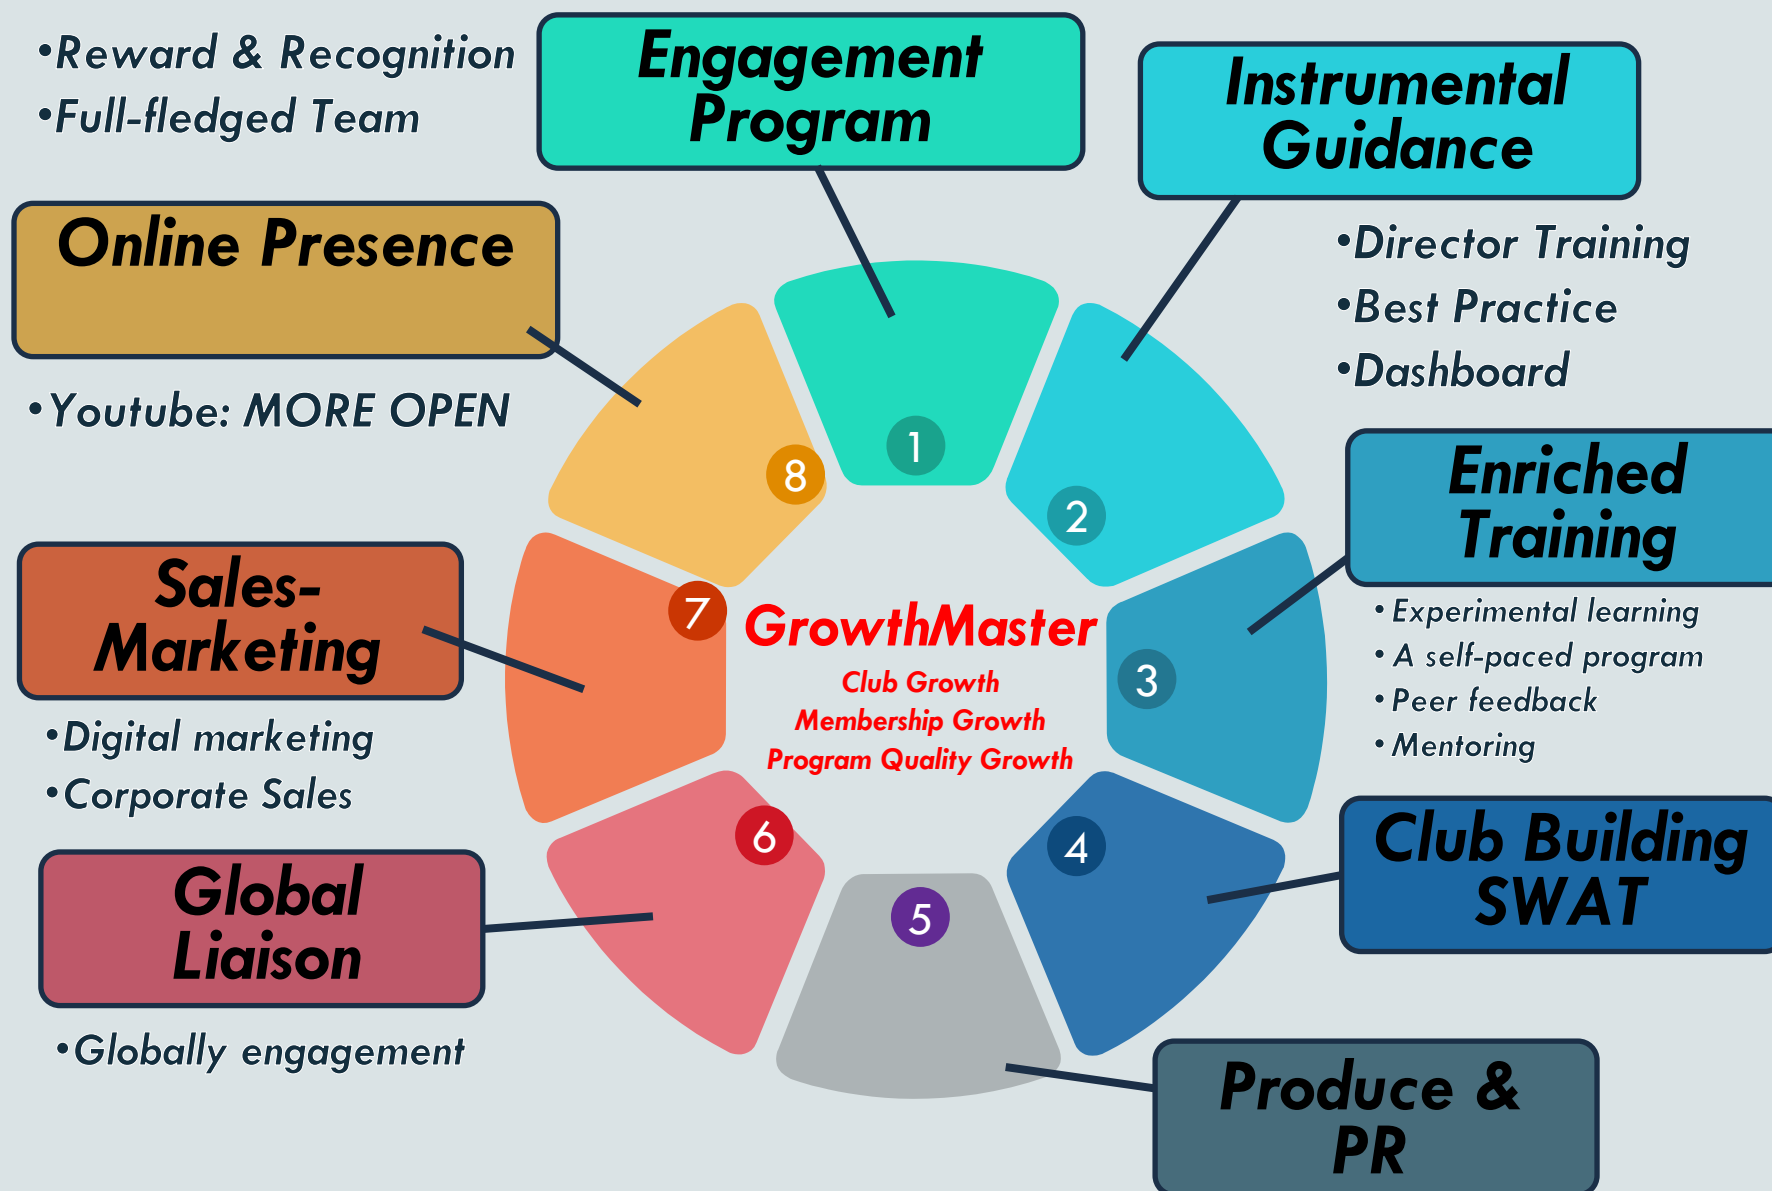 •Reward & Recognition
•Full-fledged Team
Engagement
Program
1
Instrumental
Guidance
•Director Training
•Best Practice
•Dashboard
2
Enriched
Training
•Experimental learning
•A self-paced program
•Peer feedback
•Mentoring
3
Club Building
SWAT
4
Produce &
PR
5
Global
Liaison
•Globally engagement
6
Sales-
Marketing
•Digital marketing
•Corporate Sales
7
Online Presence
•Youtube: MORE OPEN
8
GrowthMaster
Club Growth
Membership Growth
Program Quality Growth